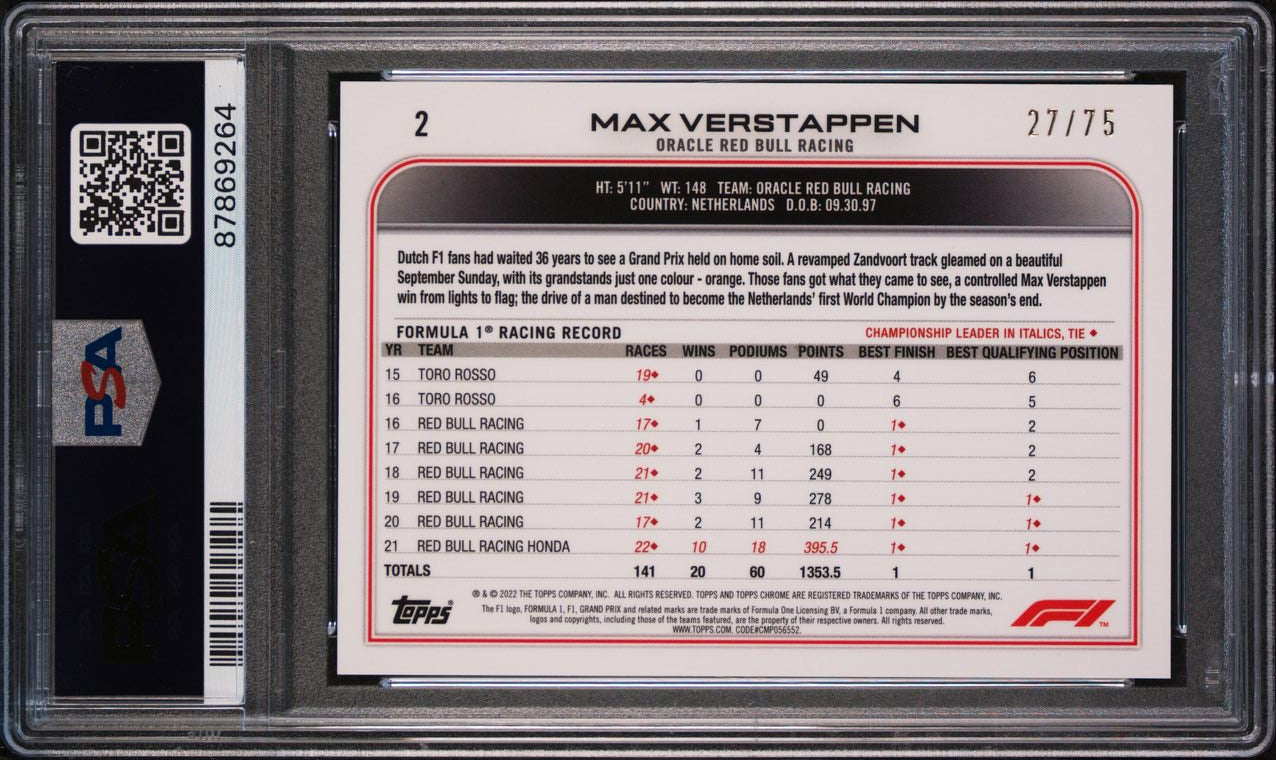 87869264
PSA
2
MAX VERSTAPPEN
27/75
ORACLE RED BULL RACING
HT: 5'11" WT: 148 TEAM: ORACLE RED BULL RACING
COUNTRY: NETHERLANDS D.O.B: 09.30.97
Dutch F1 fans had waited 36 years to see a Grand Prix held on home soil. A revamped Zandvoort track gleamed on a beautiful
September Sunday, with its grandstands just one colour - orange. Those fans got what they came to see, a controlled Max Verstappen
win from lights to flag; the drive of a man destined to become the Netherlands' first World Champion by the season's end.
FORMULA 1® RACING RECORD CHAMPIONSHIP LEADER IN ITALICS, TIE ♦
YR TEAM RACES WINS PODIUMS POINTS BEST FINISH BEST QUALIFYING POSITION
15 TORO ROSSO 19♦ 0 0 49 4 6
16 TORO ROSSO 4♦ 0 0 0 6 5
16 RED BULL RACING 17♦ 1 7 0 1♦ 2
17 RED BULL RACING 20♦ 2 4 168 1♦ 2
18 RED BULL RACING 21♦ 2 11 249 1♦ 2
19 RED BULL RACING 21♦ 3 9 278 1♦ 1♦
20 RED BULL RACING 17♦ 2 11 214 1♦ 1♦
21 RED BULL RACING HONDA 22♦ 10 18 395.5 1♦ 1♦
TOTALS 141 20 60 1353.5 1 1
® & © 2022 THE TOPPS COMPANY, INC. ALL RIGHTS RESERVED. TOPPS AND TOPPS CHROME ARE REGISTERED TRADEMARKS OF THE TOPPS COMPANY, INC.
The F1 logo, FORMULA 1, F1, GRAND PRIX and related marks are trade marks of Formula One Licensing BV, a Formula 1 company. All other trade marks,
logos and copyrights, including those of the teams featured, are the property of their respective owners. All rights reserved.
WWW.TOPPS.COM. CODE#CMP056552.
Topps®
F1 ™